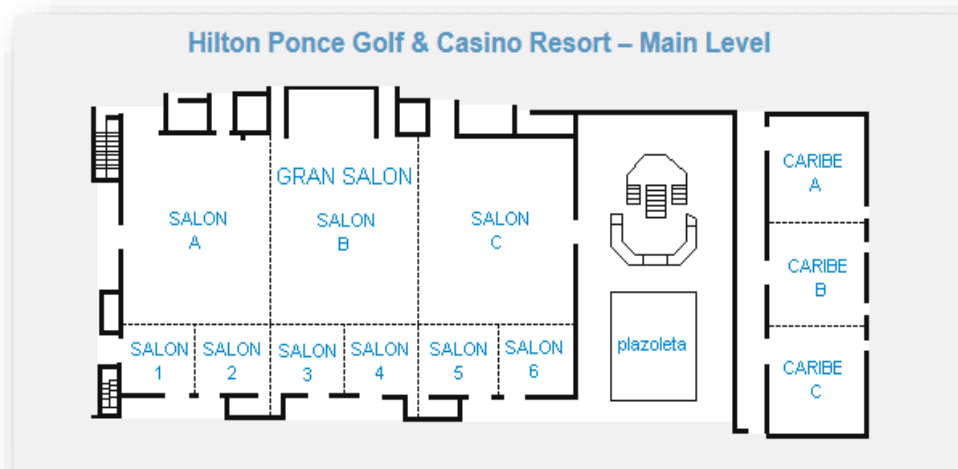 Hilton Ponce Golf & Casino Resort – Main Level
GRAN SALON
SALON
A
SALON
B
SALON
C
SALON
1
SALON
2
SALON
3
SALON
4
SALON
5
SALON
6
plazoleta
CARIBE
A
CARIBE
B
CARIBE
C